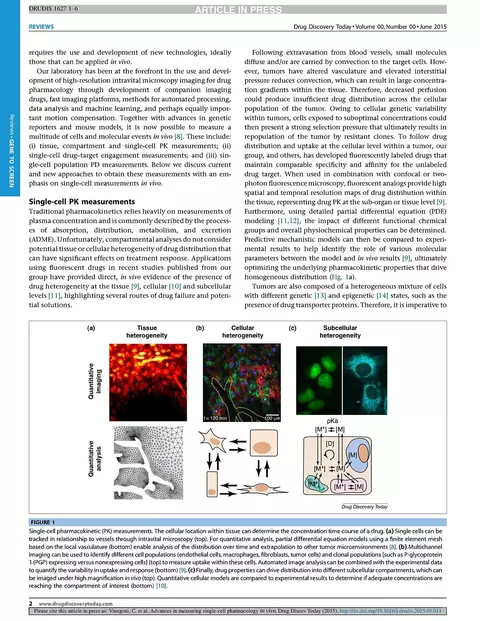 DRUDIS 1627 1–6
ARTICLE IN PRESS
REVIEWS
Drug Discovery Today • Volume 00, Number 00 • June 2015
Reviews • GENE TO SCREEN
requires the use and development of new technologies, ideally
those that can be applied in vivo.
Our laboratory has been at the forefront in the use and devel-
opment of high-resolution intravital microscopy imaging for drug
pharmacology through development of companion imaging
drugs, fast imaging platforms, methods for automated processing,
data analysis and machine learning, and perhaps equally impor-
tant motion compensation. Together with advances in genetic
reporters and mouse models, it is now possible to measure a
multitude of cells and molecular events in vivo [8]. These include:
(i) tissue, compartment and single-cell PK measurements; (ii)
single-cell drug–target engagement measurements; and (iii) sin-
gle-cell population PD measurements. Below we discuss current
and new approaches to obtain these measurements with an em-
phasis on single-cell measurements in vivo.
Single-cell PK measurements
Traditional pharmacokinetics relies heavily on measurements of
plasma concentration and is commonly described by the process-
es of absorption, distribution, metabolism, and excretion
(ADME). Unfortunately, compartmental analyses do not consider
potential tissue or cellular heterogeneity of drug distribution that
can have significant effects on treatment response. Applications
using fluorescent drugs in recent studies published from our
group have provided direct, in vivo evidence of the presence of
drug heterogeneity at the tissue [9], cellular [10] and subcellular
levels [11], highlighting several routes of drug failure and poten-
tial solutions.
Following extravasation from blood vessels, small molecules
diffuse and/or are carried by convection to the target cells. How-
ever, tumors have altered vasculature and elevated interstitial
pressure reduces convection, which can result in large concentra-
tion gradients within the tissue. Therefore, decreased perfusion
could produce insufficient drug distribution across the cellular
population of the tumor. Owing to cellular genetic variability
within tumors, cells exposed to suboptimal concentrations could
then present a strong selection pressure that ultimately results in
repopulation of the tumor by resistant clones. To follow drug
distribution and uptake at the cellular level within a tumor, our
group, and others, has developed fluorescently labeled drugs that
maintain comparable specificity and affinity for the unlabeled
drug target. When used in combination with confocal or two-
photon fluorescence microscopy, fluorescent analogs provide high
spatial and temporal resolution maps of drug distribution within
the tissue, representing drug PK at the sub-organ or tissue level [9].
Furthermore, using detailed partial differential equation (PDE)
modeling [11,12], the impact of different functional chemical
groups and overall physiochemical properties can be determined.
Predictive mechanistic models can then be compared to experi-
mental results to help identify the role of various molecular
parameters between the model and in vivo results [9], ultimately
optimizing the underlying pharmacokinetic properties that drive
homogeneous distribution (Fig. 1a).
Tumors are also composed of a heterogeneous mixture of cells
with different genetic [13] and epigenetic [14] states, such as the
presence of drug transporter proteins. Therefore, it is imperative to
(a) Tissue heterogeneity
(b) Cellular heterogeneity
(c) Subcellular heterogeneity
Quantitative imaging
t = 120 min
100 μm
Quantitative analysis
pKa
[M⁺] ⇄ [M]
[D]
[M]
[M⁺] ⇄ [M]
[M*]
[M⁺] ⇄ [M]
Drug Discovery Today
FIGURE 1
Single-cell pharmacokinetic (PK) measurements. The cellular location within tissue can determine the concentration time course of a drug. (a) Single cells can be
tracked in relationship to vessels through intravital microscopy (top). For quantitative analysis, partial differential equation models using a finite element mesh
based on the local vasculature (bottom) enable analysis of the distribution over time and extrapolation to other tumor microenvironments [8]. (b) Multichannel
imaging can be used to identify different cell populations (endothelial cells, macrophages, fibroblasts, tumor cells) and clonal populations [such as P-glycoprotein
1 (PGP) expressing versus nonexpressing cells] (top) to measure uptake within these cells. Automated image analysis can be combined with the experimental data
to quantify the variability in uptake and response (bottom) [9]. (c) Finally, drug properties can drive distribution into different subcellular compartments, which can
be imaged under high magnification in vivo (top). Quantitative cellular models are compared to experimental results to determine if adequate concentrations are
reaching the compartment of interest (bottom) [10].
2 www.drugdiscoverytoday.com
Please cite this article in press as: Vinegoni, C. et al, Advances in measuring single-cell pharmacology in vivo, Drug Discov Today (2015), http://dx.doi.org/10.1016/j.drudis.2015.05.011